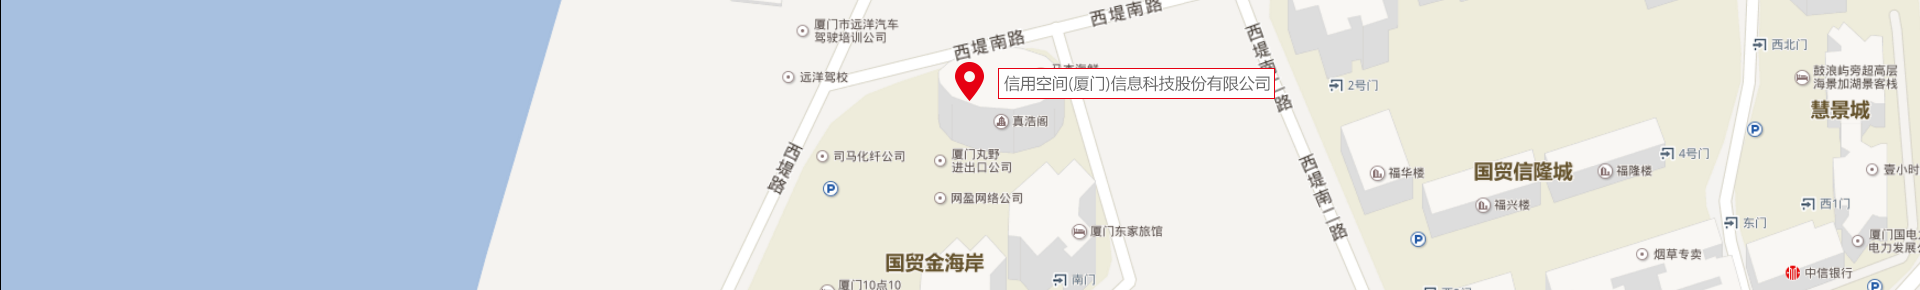 厦门市远洋汽车
驾驶培训公司
西堤南路
西堤南路
远洋驾校
信用空间(厦门)信息科技股份有限公司
真浩阁
西堤路
司马化纤公司
P
厦门丸野
进出口公司
网盈网络公司
国贸金海岸
厦门10点10
厦门东家旅馆
南门
西堤南二路
2号门
西堤南二路
福华楼
国贸信隆城
福隆楼
4号门
福兴楼
P
西北门
鼓浪屿旁超高层
海景加湖景客栈
慧景城
P
壹小时
西1门
东门
厦门国电
电力发展
烟草专卖
中信银行
P